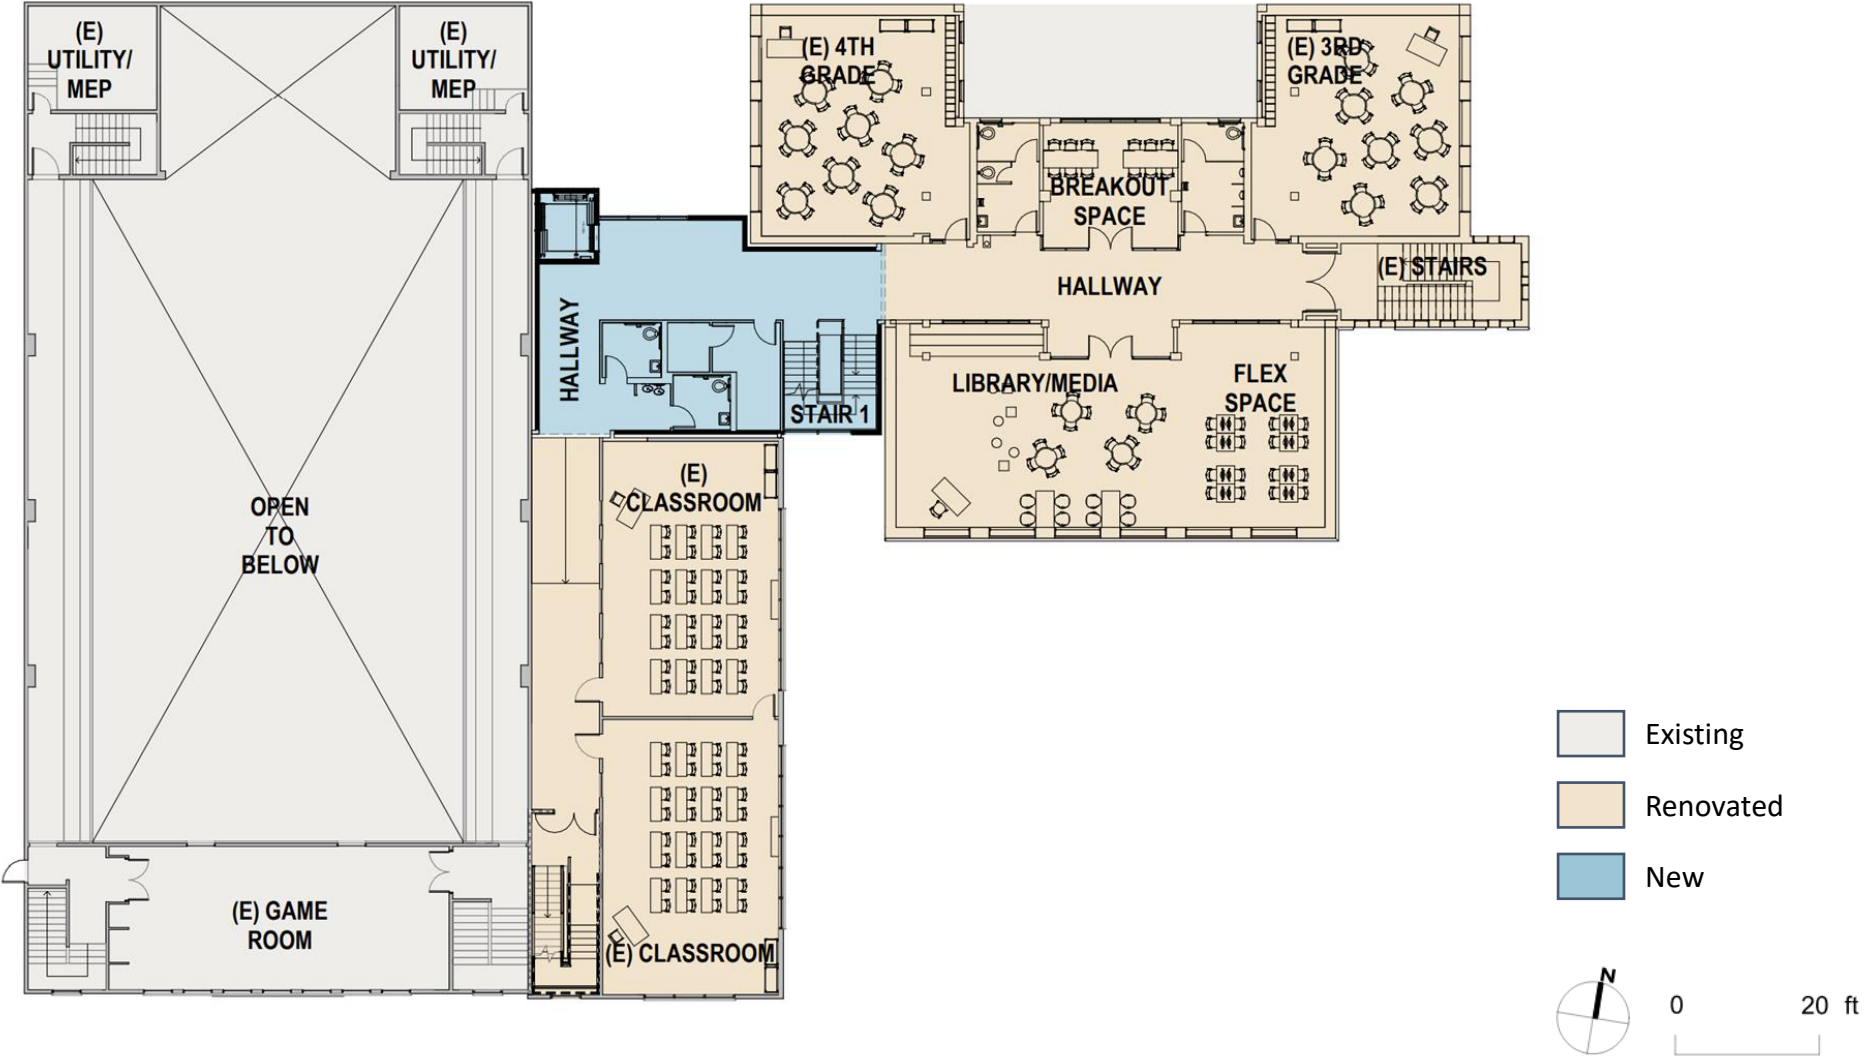 (E)
UTILITY/
MEP
(E)
UTILITY/
MEP
(E) 4TH
GRADE
(E) 3RD
GRADE
BREAKOUT
SPACE
HALLWAY
(E) STAIRS
HALLWAY
STAIR 1
LIBRARY/MEDIA
FLEX
SPACE
(E)
CLASSROOM
OPEN
TO
BELOW
(E) GAME
ROOM
(E) CLASSROOM
Existing
Renovated
New
N
0 20 ft